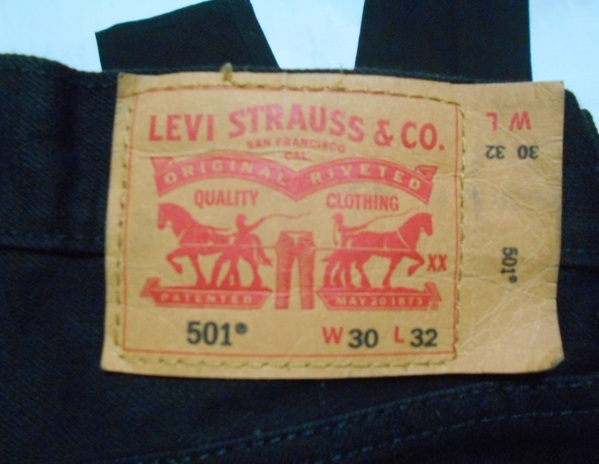 LEVI STRAUSS & CO.
SAN FRANCISCO
CAL.
ORIGINAL RIVETED
QUALITY CLOTHING
XX
PATENTED MAY 20 1873
501® W 30 L 32
W L
30 32
501®